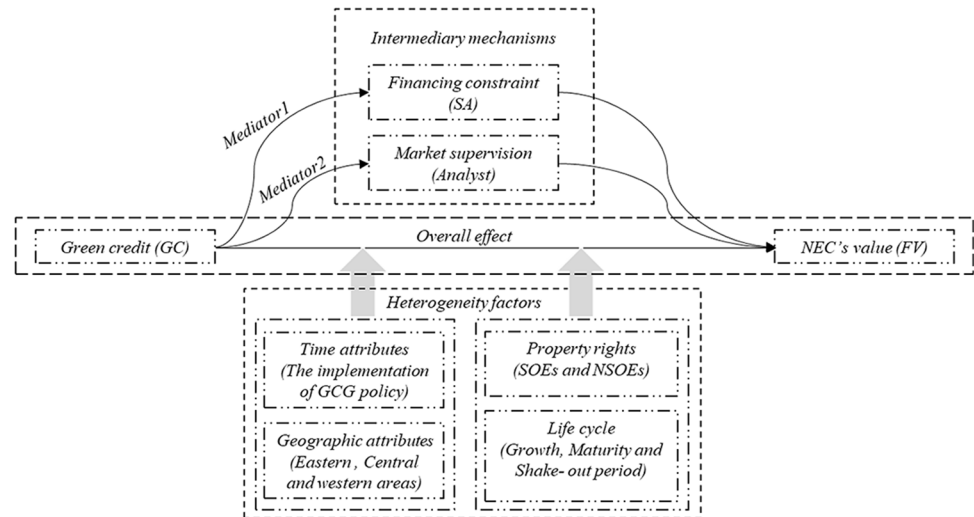 Intermediary mechanisms
Financing constraint
(SA)
Mediator1
Market supervision
(Analyst)
Mediator2
Green credit (GC)
Overall effect
NEC's value (FV)
Heterogeneity factors
Time attributes
(The implementation
of GCG policy)
Geographic attributes
(Eastern , Central
and western areas)
Property rights
(SOEs and NSOEs)
Life cycle
(Growth, Maturity and
Shake- out period)